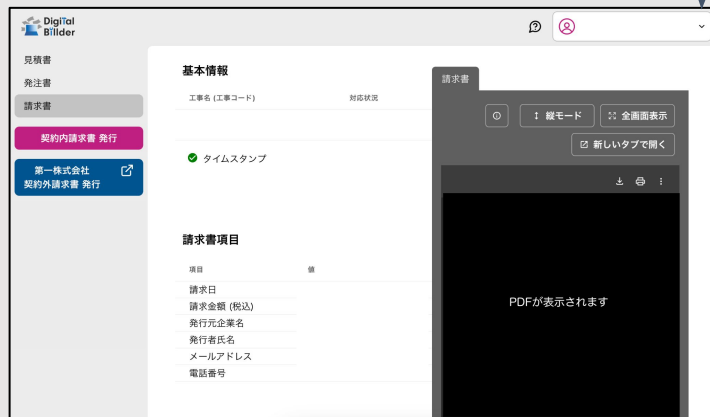 DigiTal
Billder
見積書
発注書
請求書
契約内請求書 発行
第一株式会社
契約外請求書 発行
基本情報
工事名 (工事コード)
対応状況
タイムスタンプ
請求書項目
項目
値
請求日
請求金額 (税込)
発行元企業名
発行者氏名
メールアドレス
電話番号
請求書
縦モード
全画面表示
新しいタブで開く
PDFが表示されます